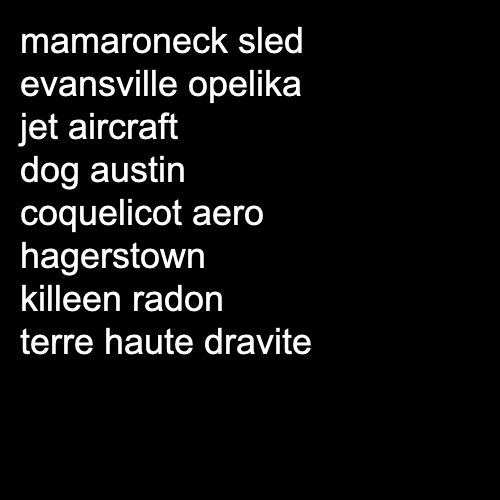 mamaroneck sled
evansville opelika
jet aircraft
dog austin
coquelicot aero
hagerstown
killeen radon
terre haute dravite